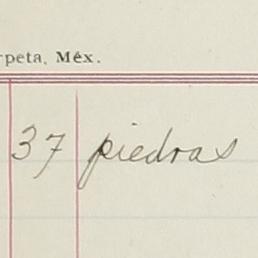 rpeta, Méx.
37 piedras